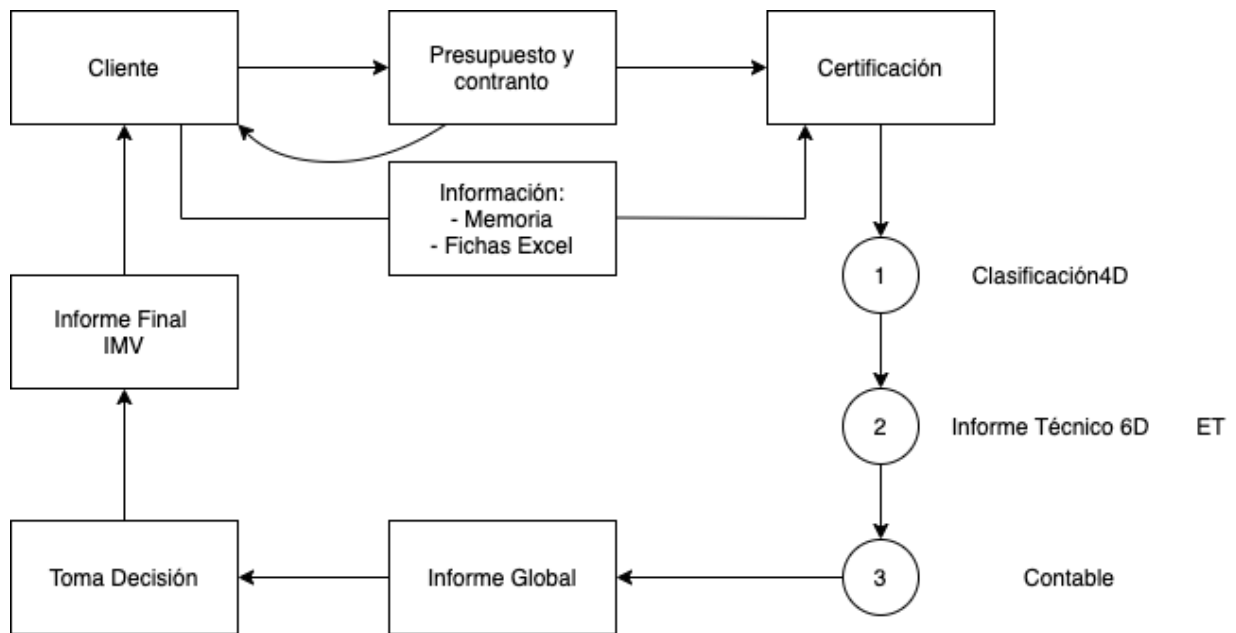 Cliente
Presupuesto y
contranto
Certificación
Información:
- Memoria
- Fichas Excel
1
Clasificación4D
Informe Final
IMV
2
Informe Técnico 6D
ET
Toma Decisión
Informe Global
3
Contable